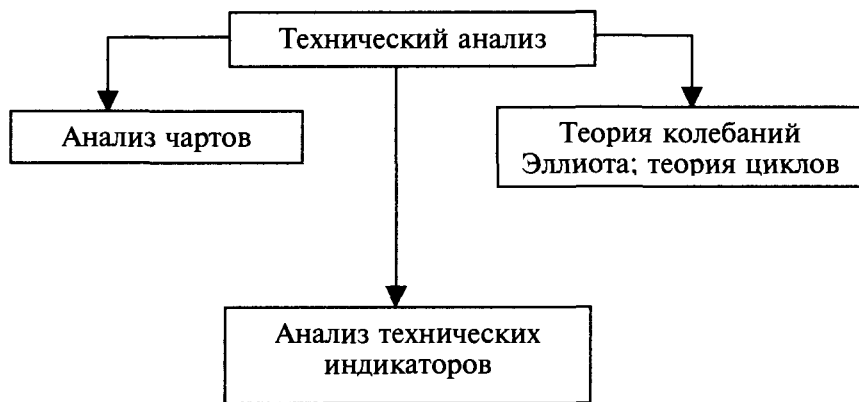 Технический анализ
Анализ чартов
Теория колебаний
Эллиота; теория циклов
Анализ технических
индикаторов